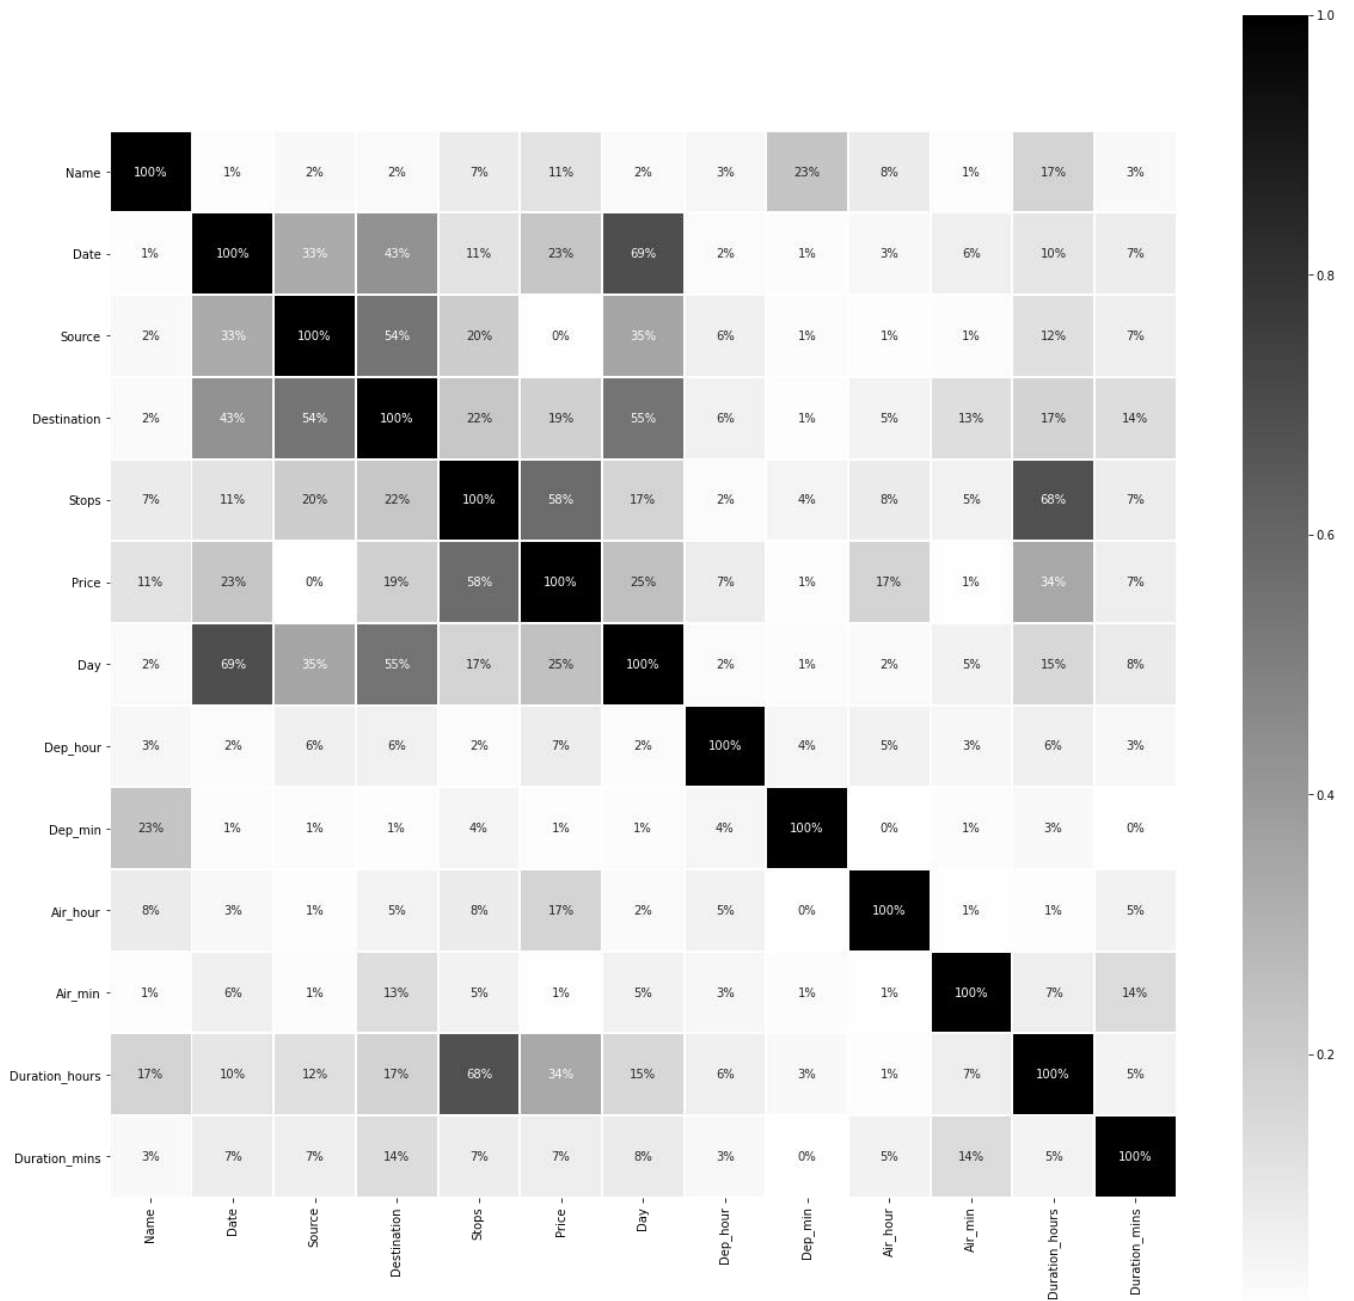 1.0
Name 100% 1% 2% 2% 7% 11% 2% 3% 23% 8% 1% 17% 3%
Date 1% 100% 33% 43% 11% 23% 69% 2% 1% 3% 6% 10% 7%
0.8
Source 2% 33% 100% 54% 20% 0% 35% 6% 1% 1% 1% 12% 7%
Destination 2% 43% 54% 100% 22% 19% 55% 6% 1% 5% 13% 17% 14%
Stops 7% 11% 20% 22% 100% 58% 17% 2% 4% 8% 5% 68% 7%
0.6
Price 11% 23% 0% 19% 58% 100% 25% 7% 1% 17% 1% 34% 7%
Day 2% 69% 35% 55% 17% 25% 100% 2% 1% 2% 5% 15% 8%
Dep_hour 3% 2% 6% 6% 2% 7% 2% 100% 4% 5% 3% 6% 3%
0.4
Dep_min 23% 1% 1% 1% 4% 1% 1% 4% 100% 0% 1% 3% 0%
Air_hour 8% 3% 1% 5% 8% 17% 2% 5% 0% 100% 1% 1% 5%
Air_min 1% 6% 1% 13% 5% 1% 5% 3% 1% 1% 100% 7% 14%
0.2
Duration_hours 17% 10% 12% 17% 68% 34% 15% 6% 3% 1% 7% 100% 5%
Duration_mins 3% 7% 7% 14% 7% 7% 8% 3% 0% 5% 14% 5% 100%
Name Date Source Destination Stops Price Day Dep_hour Dep_min Air_hour Air_min Duration_hours Duration_mins